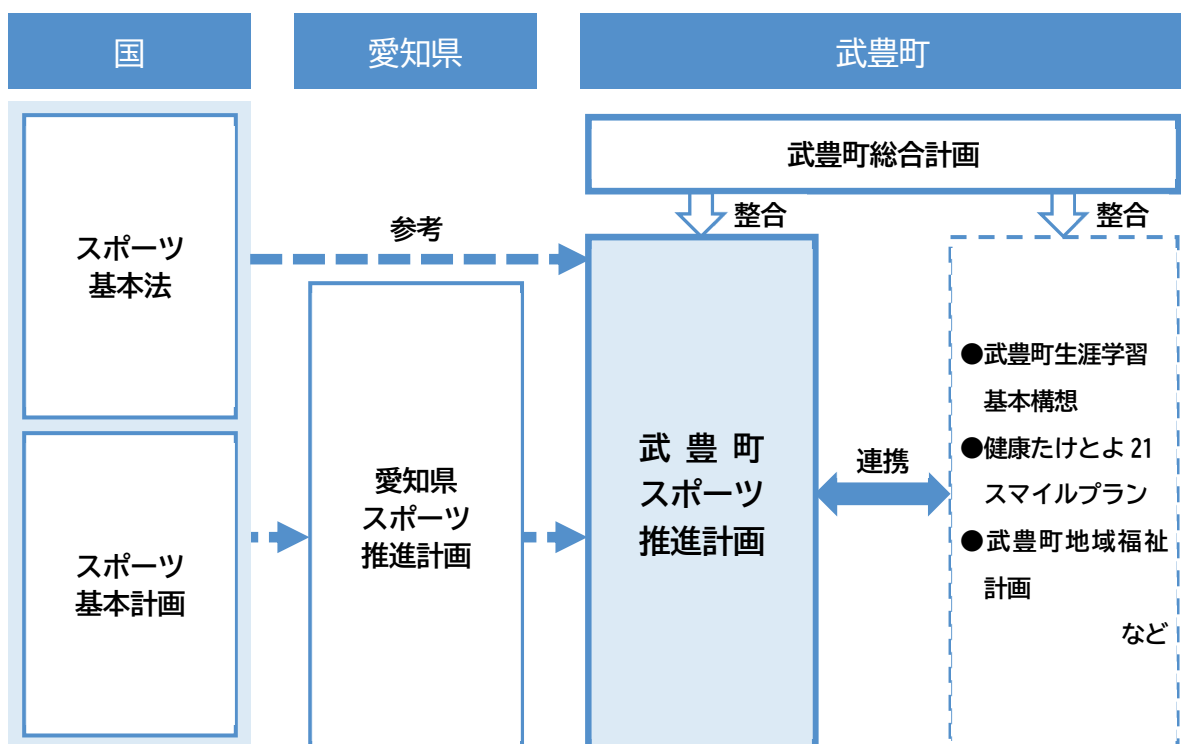 国
愛知県
武豊町
武豊町総合計画
整合
整合
参考
スポーツ
基本法
スポーツ
基本計画
愛知県
スポーツ
推進計画
武 豊 町
スポーツ
推進計画
連携
●武豊町生涯学習
基本構想
●健康たけとよ 21
スマイルプラン
●武豊町地域福祉
計画
など